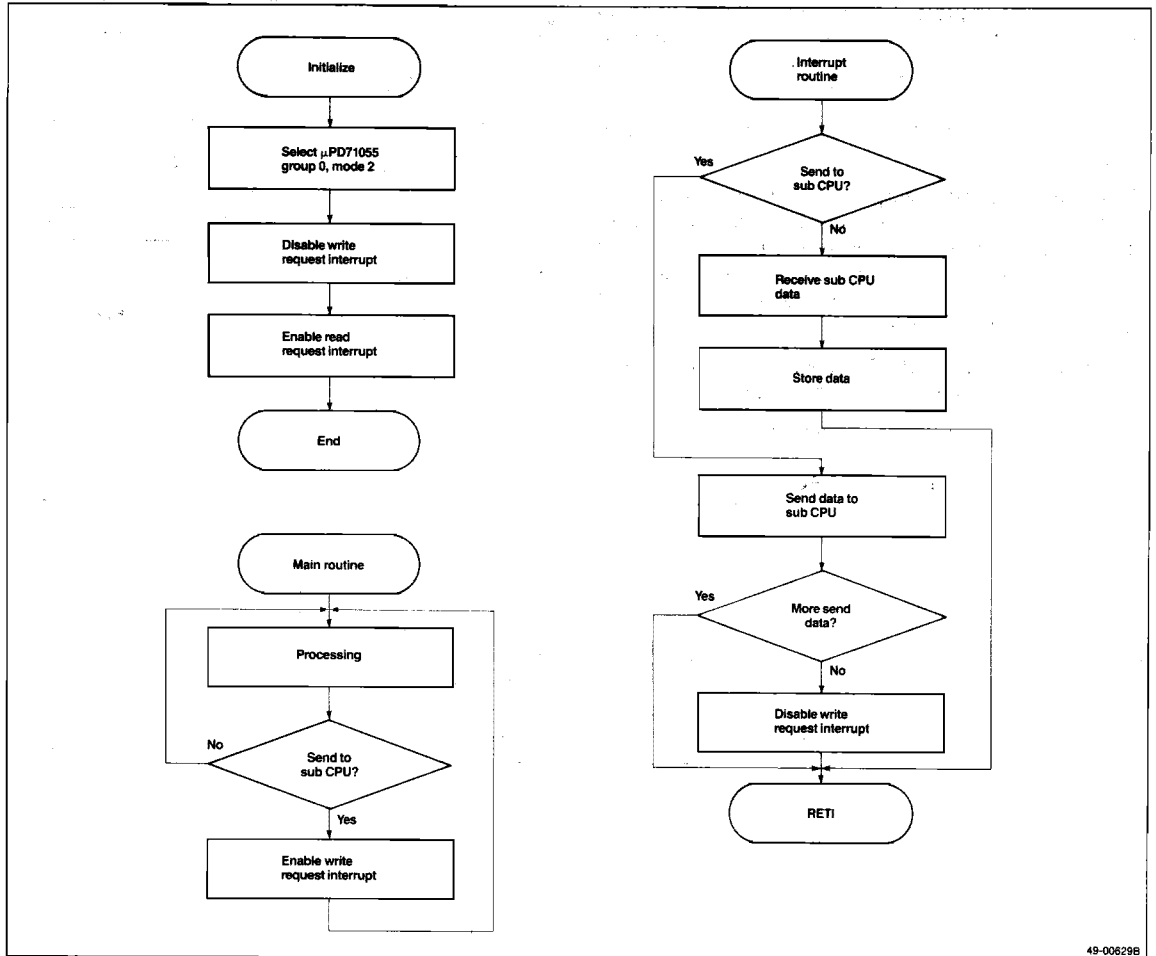 Initialize
Select μPD71055
group 0, mode 2
Disable write
request interrupt
Enable read
request interrupt
End
Main routine
Processing
No
Send to
sub CPU?
Yes
Enable write
request interrupt
Interrupt
routine
Yes
Send to
sub CPU?
No
Receive sub CPU
data
Store data
Send data to
sub CPU
Yes
More send
data?
No
Disable write
request interrupt
RETI
49-00629B